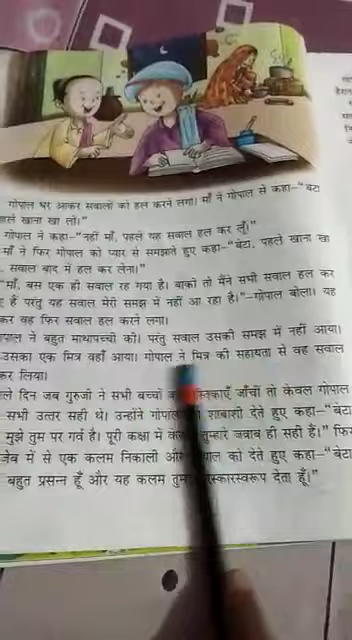 गोपाल घर आकर सवालों को हल करने लगा। माँ ने गोपाल से कहा–"बेटा
हले खाना खा लो।"
गोपाल ने कहा–"नहीं माँ, पहले यह सवाल हल कर लूँ।"
माँ ने फिर गोपाल को प्यार से समझाते हुए कहा–"बेटा, पहले खाना खा
. सवाल बाद में हल कर लेना।"
"माँ, बस एक ही सवाल रह गया है। बाकी तो मैंने सभी सवाल हल कर
हैं परंतु यह सवाल मेरी समझ में नहीं आ रहा है।"–गोपाल बोला। यह
कर वह फिर सवाल हल करने लगा।
पाल ने बहुत माथापच्ची की। परंतु सवाल उसकी समझ में नहीं आया।
उसका एक मित्र वहाँ आया। गोपाल ने मित्र की सहायता से वह सवाल
कर लिया।
ले दिन जब गुरुजी ने सभी बच्चों स्तिकाएँ जाँचीं तो केवल गोपाल
सभी उत्तर सही थे। उन्होंने गोपाल शाबाशी देते हुए कहा–"बेटा
मुझे तुम पर गर्व है। पूरी कक्षा में तुम्हारे जवाब ही सही हैं।" फिर
जेब में से एक कलम निकाली और पाल को देते हुए कहा–"बेटा
बहुत प्रसन्न हूँ और यह कलम तुम स्कारस्वरूप देता हूँ।"